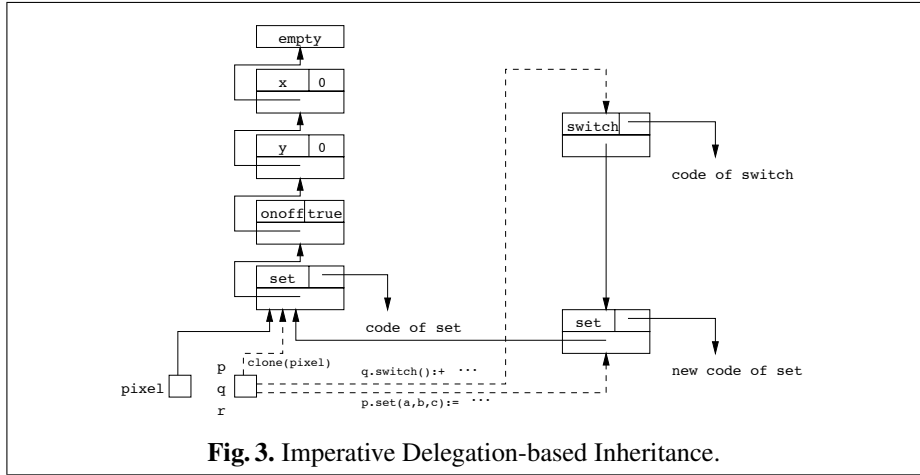 empty
x 0
y 0
onoff true
set
code of set
switch
code of switch
set
new code of set
pixel
p
q
r
clone(pixel)
q.switch():+ ...
p.set(a,b,c):= ...
Fig. 3. Imperative Delegation-based Inheritance.